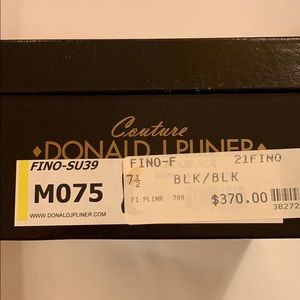 Couture
DONALD J PLINER
FINO-SU39
M075
WWW.DONALDJPLINER.COM
FINO-F 21FINO
7½ BLK/BLK
F1 PLINR 789
$370.00
38272